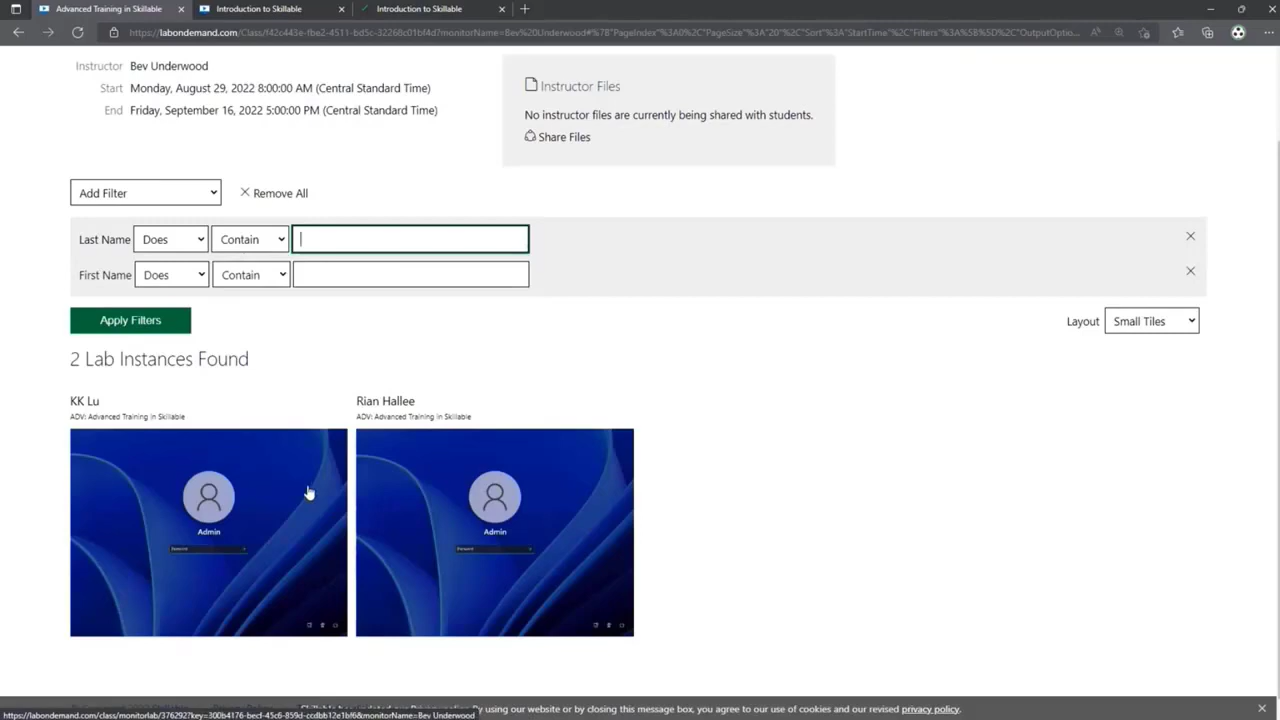 Advanced Training in Skillable
Introduction to Skillable
Introduction to Skillable
Instructor Bev Underwood
Start Monday, August 29, 2022 8:00:00 AM (Central Standard Time)
End Friday, September 16, 2022 5:00:00 PM (Central Standard Time)
Instructor Files
No instructor files are currently being shared with students.
Share Files
Add Filter
Remove All
Last Name Does Contain
First Name Does Contain
Apply Filters
Layout Small Tiles
2 Lab Instances Found
KK Lu
ADV: Advanced Training in Skillable
Rian Hallee
ADV: Advanced Training in Skillable
Admin
Password
Admin
Password
By using our website or by closing this message box, you agree to our use of cookies and our revised privacy policy.